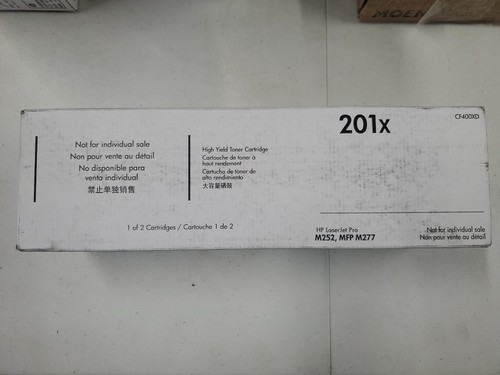 MOEN
201x
CF400XD
Not for individual sale
Non pour vente au détail
No disponible para
venta individual
禁止单独销售
High Yield Toner Cartridge
Cartouche de toner à
haut rendement
Cartucho de toner de
alto rendimiento
大容量硒鼓
1 of 2 Cartridges / Cartouche 1 de 2
HP LaserJet Pro
M252, MFP M277
Not for individual sale
Non pour vente au détail